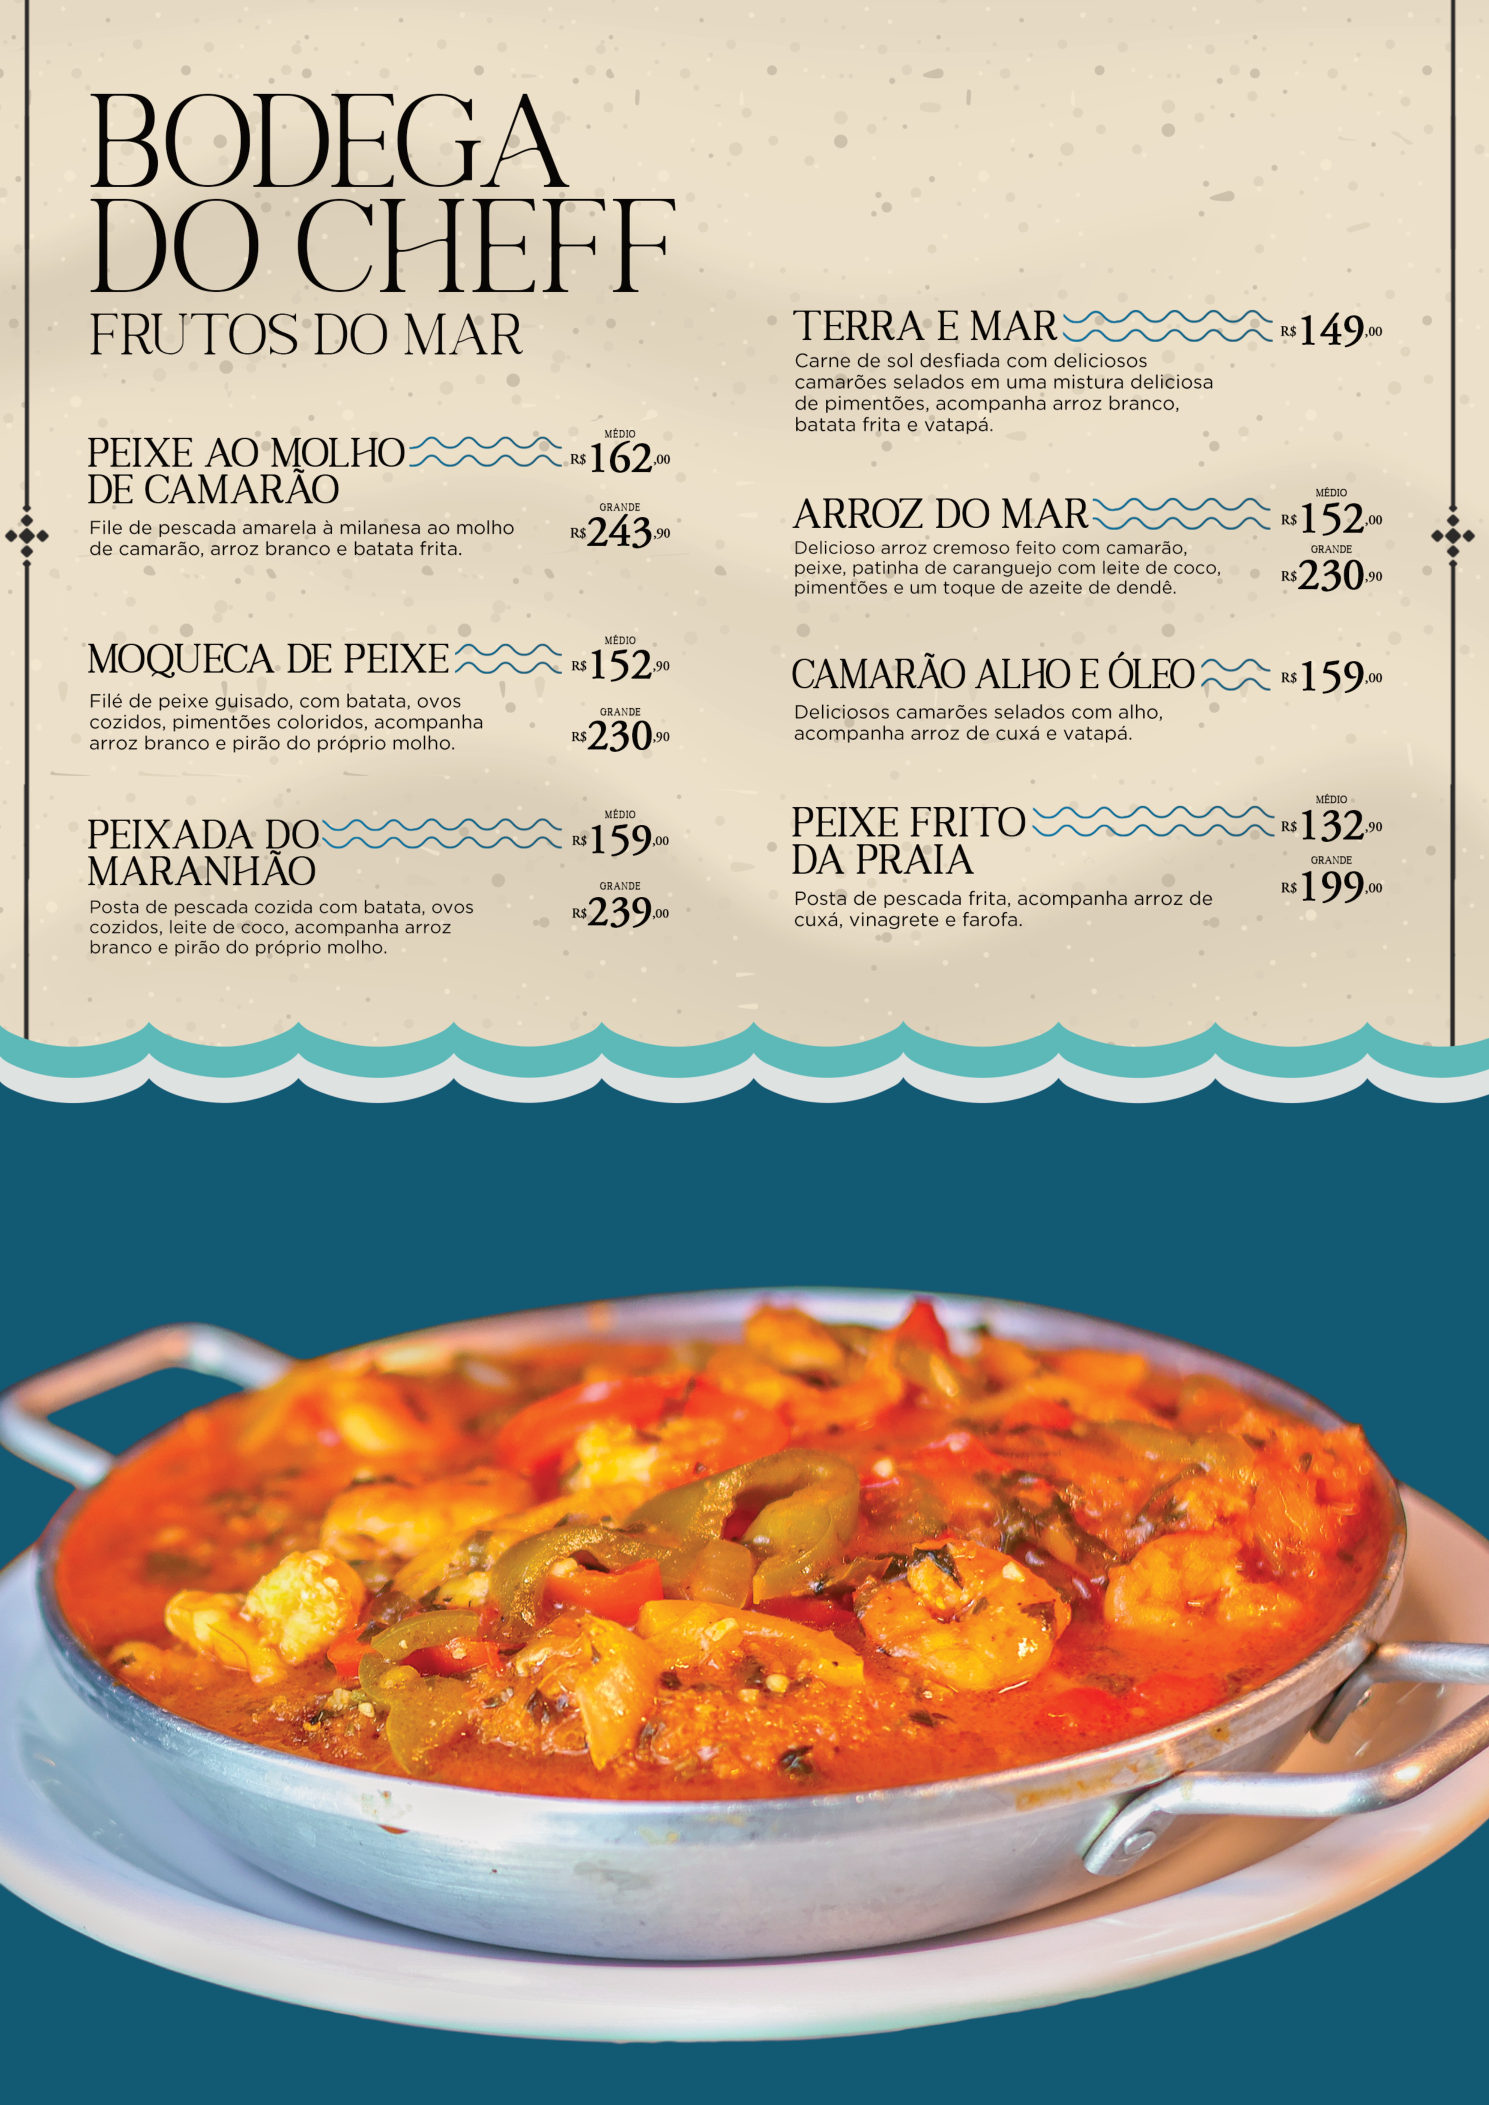 BODEGA
DO CHEFF
FRUTOS DO MAR
PEIXE AO MOLHO
DE CAMARÃO
MÉDIO
R$162,00
GRANDE
R$243,90
File de pescada amarela à milanesa ao molho
de camarão, arroz branco e batata frita.
MOQUECA DE PEIXE
MÉDIO
R$152,90
GRANDE
R$230,90
Filé de peixe guisado, com batata, ovos
cozidos, pimentões coloridos, acompanha
arroz branco e pirão do próprio molho.
PEIXADA DO
MARANHÃO
MÉDIO
R$159,00
GRANDE
R$239,00
Posta de pescada cozida com batata, ovos
cozidos, leite de coco, acompanha arroz
branco e pirão do próprio molho.
TERRA E MAR
R$149,00
Carne de sol desfiada com deliciosos
camarões selados em uma mistura deliciosa
de pimentões, acompanha arroz branco,
batata frita e vatapá.
ARROZ DO MAR
MÉDIO
R$152,00
GRANDE
R$230,90
Delicioso arroz cremoso feito com camarão,
peixe, patinha de caranguejo com leite de coco,
pimentões e um toque de azeite de dendê.
CAMARÃO ALHO E ÓLEO
R$159,00
Deliciosos camarões selados com alho,
acompanha arroz de cuxá e vatapá.
PEIXE FRITO
DA PRAIA
MÉDIO
R$132,90
GRANDE
R$199,00
Posta de pescada frita, acompanha arroz de
cuxá, vinagrete e farofa.